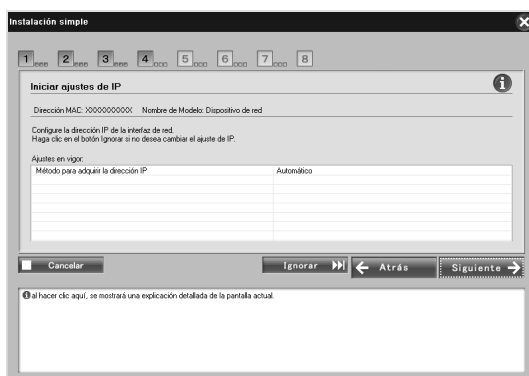 Instalación simple
1 2 3 4 5 6 7 8
Iniciar ajustes de IP
Dirección MAC: XXXXXXXXXX Nombre de Modelo: Dispositivo de red
Configure la dirección IP de la interfaz de red.
Haga clic en el botón Ignorar si no desea cambiar el ajuste de IP.
Ajustes en vigor:
Método para adquirir la dirección IP Automático
Cancelar Ignorar Atrás Siguiente
al hacer clic aquí, se mostrará una explicación detallada de la pantalla actual.